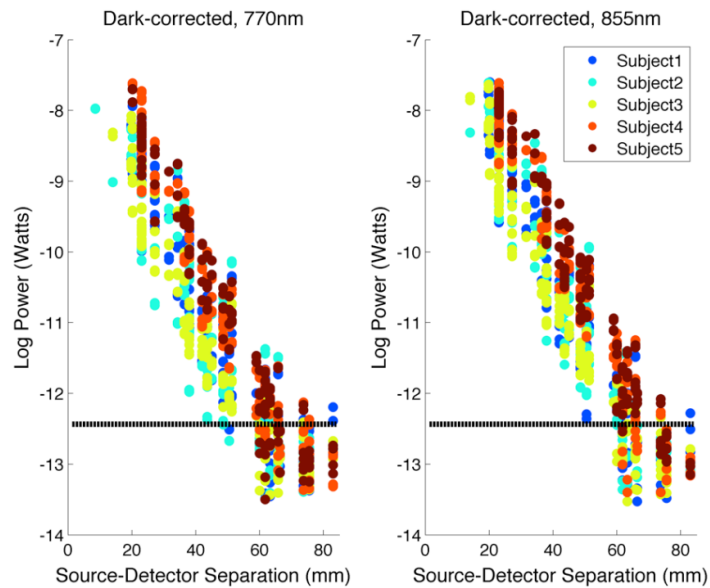 Dark-corrected, 770nm
Dark-corrected, 855nm
-7
-8
-9
-10
-11
-12
-13
-14
0
20
40
60
80
Log Power (Watts)
Source-Detector Separation (mm)
-7
-8
-9
-10
-11
-12
-13
-14
0
20
40
60
80
Log Power (Watts)
Source-Detector Separation (mm)
Subject1
Subject2
Subject3
Subject4
Subject5